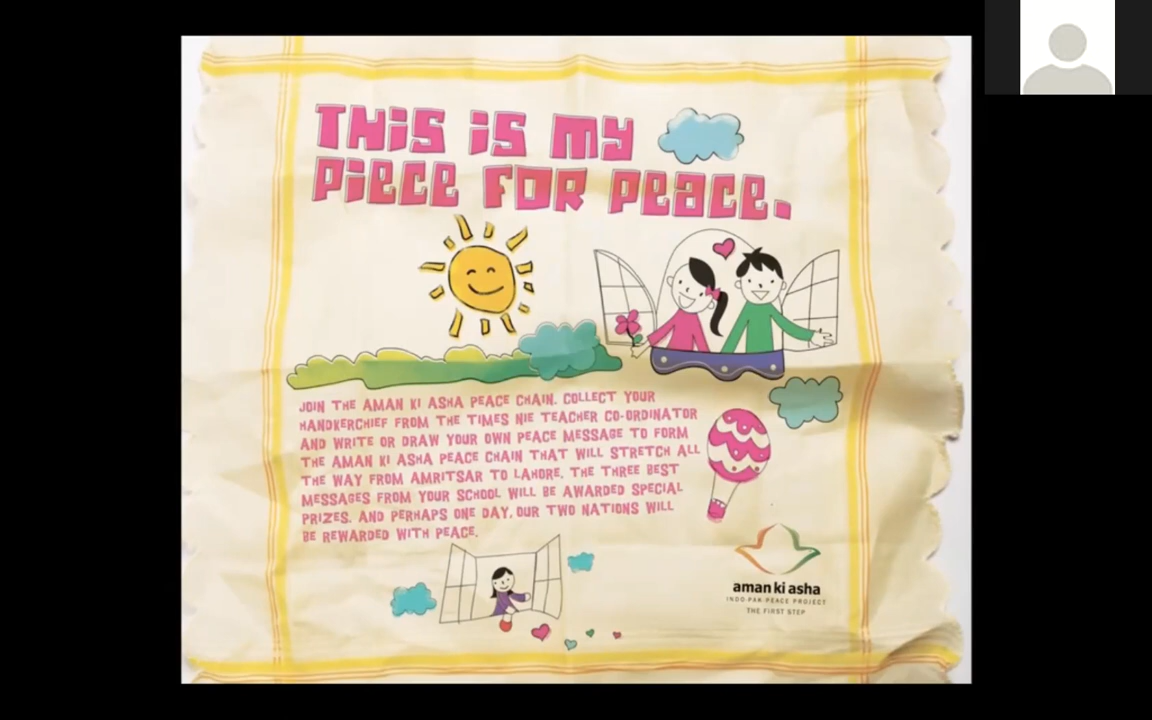 THIS IS MY
PIECE FOR PEACE.
JOIN THE AMAN KI ASHA PEACE CHAIN. COLLECT YOUR
HANDKERCHIEF FROM THE TIMES NIE TEACHER CO-ORDINATOR
AND WRITE OR DRAW YOUR OWN PEACE MESSAGE TO FORM
THE AMAN KI ASHA PEACE CHAIN THAT WILL STRETCH ALL
THE WAY FROM AMRITSAR TO LAHORE. THE THREE BEST
MESSAGES FROM YOUR SCHOOL WILL BE AWARDED SPECIAL
PRIZES. AND PERHAPS ONE DAY, OUR TWO NATIONS WILL
BE REWARDED WITH PEACE.
aman ki asha
INDO-PAK PEACE PROJECT
THE FIRST STEP